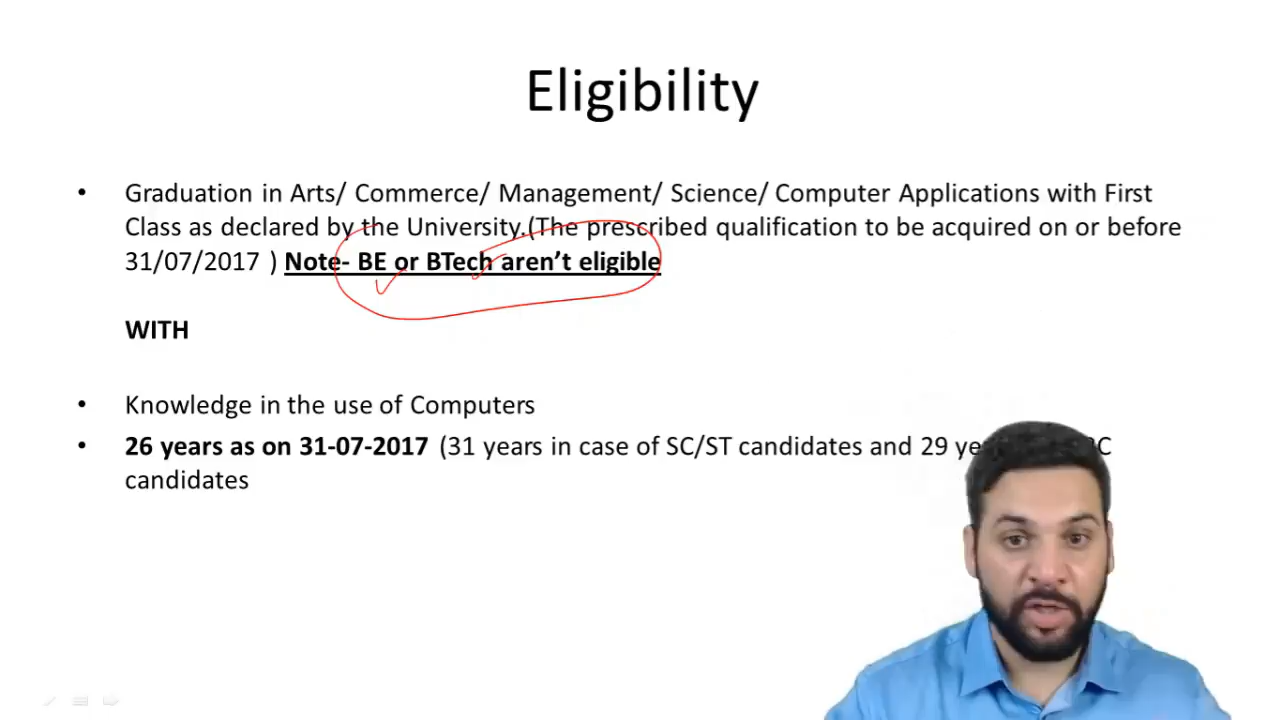 Eligibility
• Graduation in Arts/ Commerce/ Management/ Science/ Computer Applications with First
Class as declared by the University.(The prescribed qualification to be acquired on or before
31/07/2017 ) Note- BE or BTech aren’t eligible
WITH
• Knowledge in the use of Computers
• 26 years as on 31-07-2017 (31 years in case of SC/ST candidates and 29
candidates